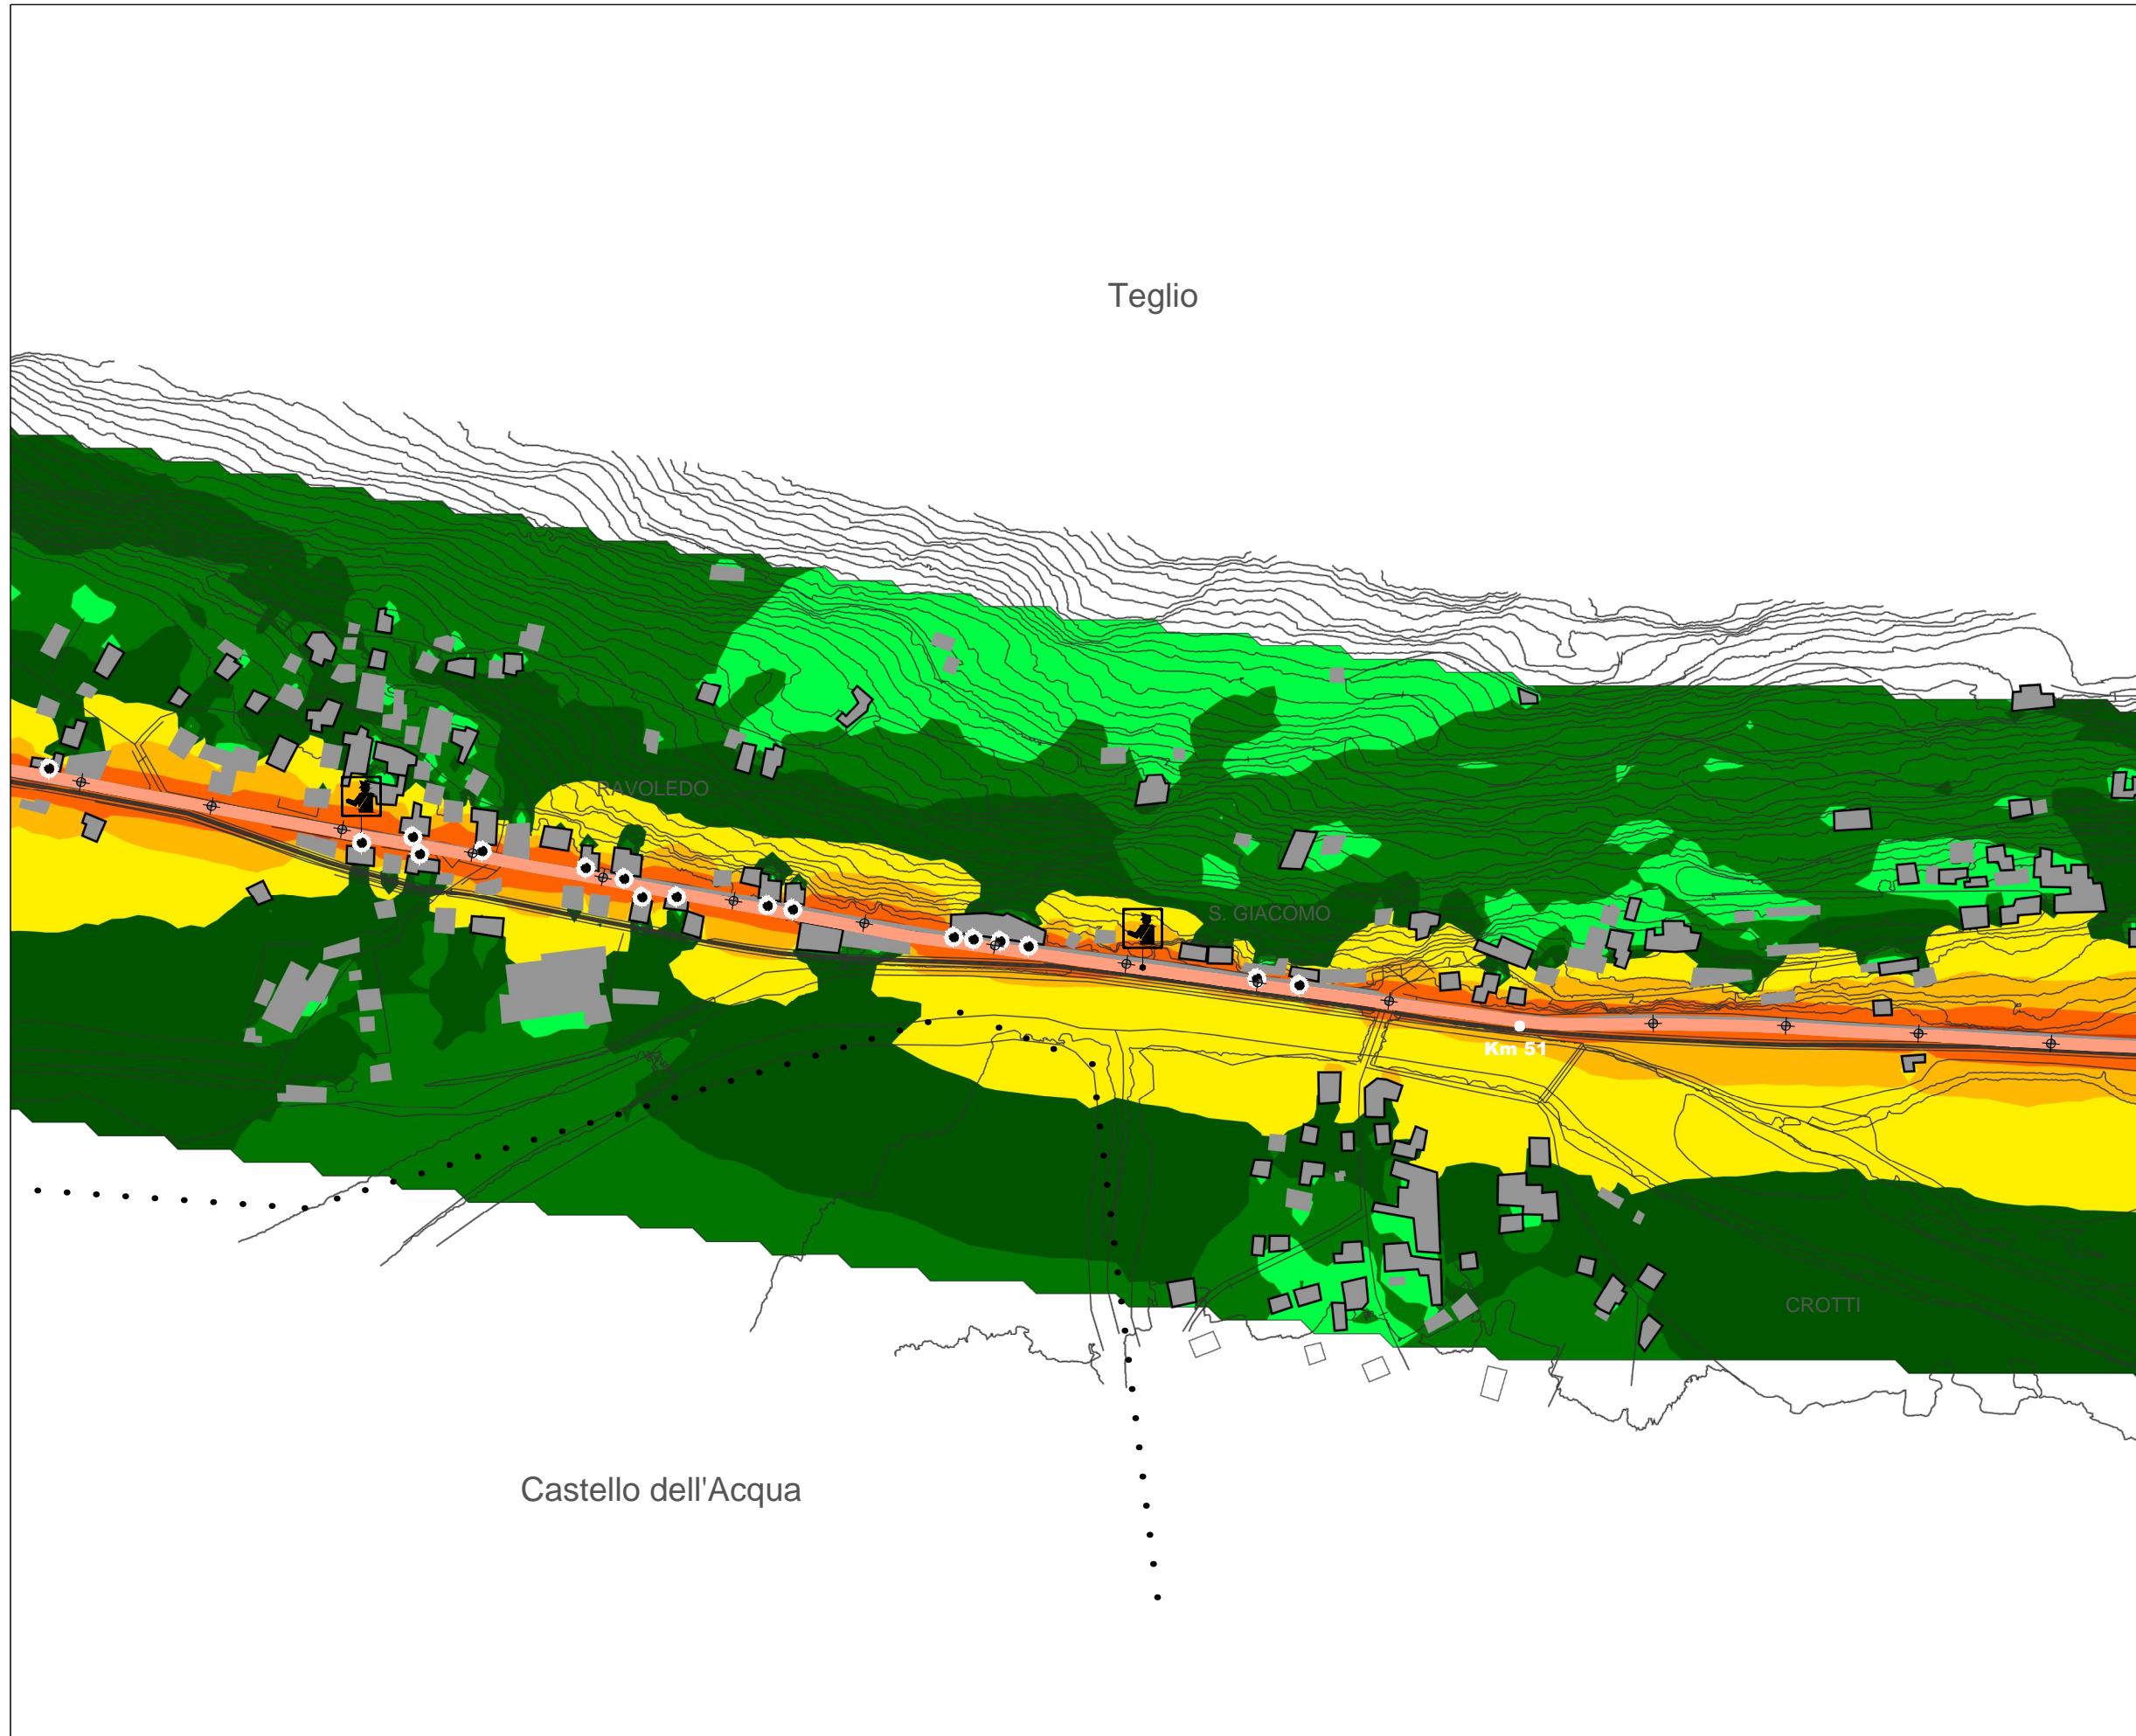 Teglio
RAVOLEDO
S. GIACOMO
Km 51
CROTTI
Castello dell'Acqua